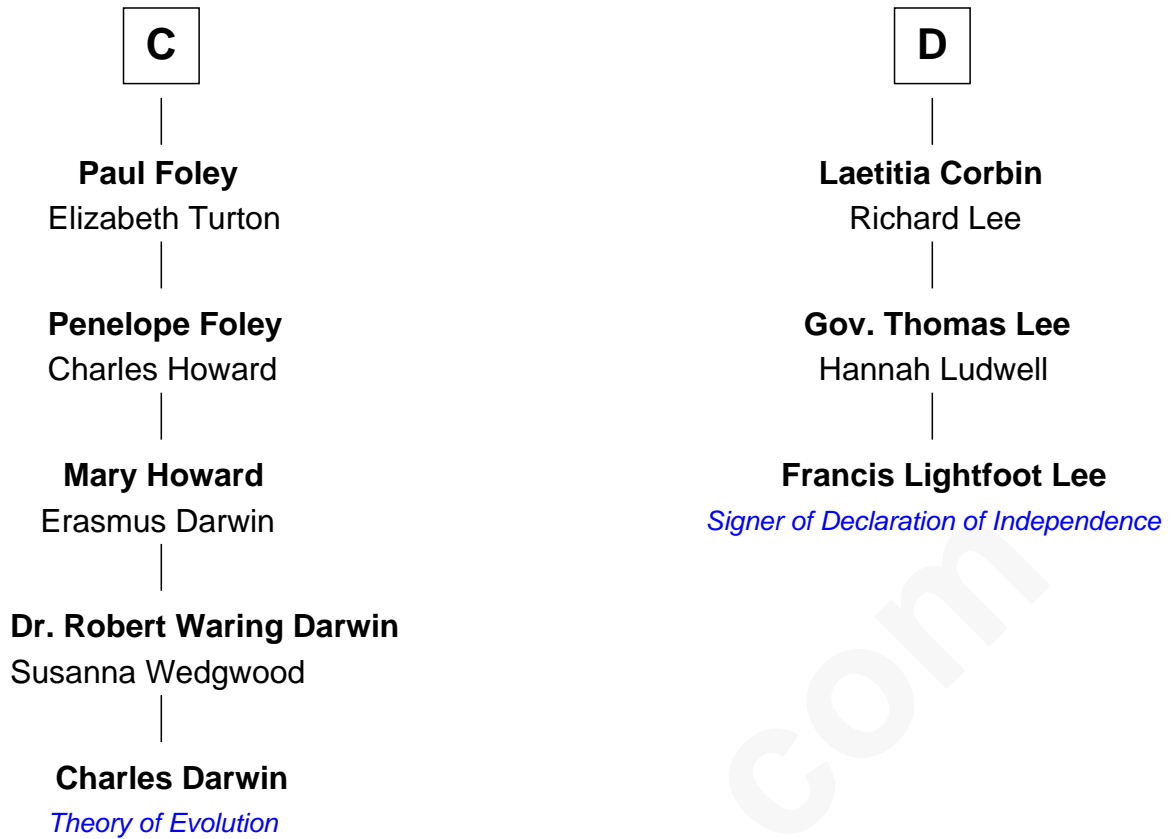 C
Paul Foley
Elizabeth Turton
Penelope Foley
Charles Howard
Mary Howard
Erasmus Darwin
Dr. Robert Waring Darwin
Susanna Wedgwood
Charles Darwin
Theory of Evolution
D
Laetitia Corbin
Richard Lee
Gov. Thomas Lee
Hannah Ludwell
Francis Lightfoot Lee
Signer of Declaration of Independence
com